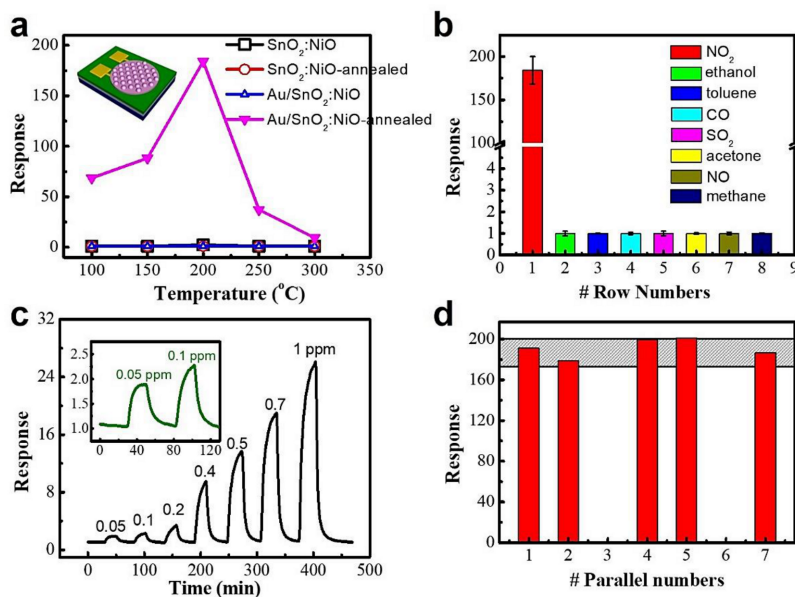 a
200
175
150
125
100
75
50
25
0
Response
SnO₂:NiO
SnO₂:NiO-annealed
Au/SnO₂:NiO
Au/SnO₂:NiO-annealed
100 150 200 250 300 350
Temperature (°C)
b
200
150
100
5
4
3
2
1
0
Response
NO₂
ethanol
toluene
CO
SO₂
acetone
NO
methane
0 1 2 3 4 5 6 7 8 9
# Row Numbers
c
32
24
16
8
0
Response
2.5
2.0
1.5
1.0
0.05 ppm
0.1 ppm
0 40 80 120
0.05
0.1
0.2
0.4
0.5
0.7
1 ppm
0 100 200 300 400 500
Time (min)
d
200
160
120
80
40
0
Response
1 2 3 4 5 6 7
# Parallel numbers